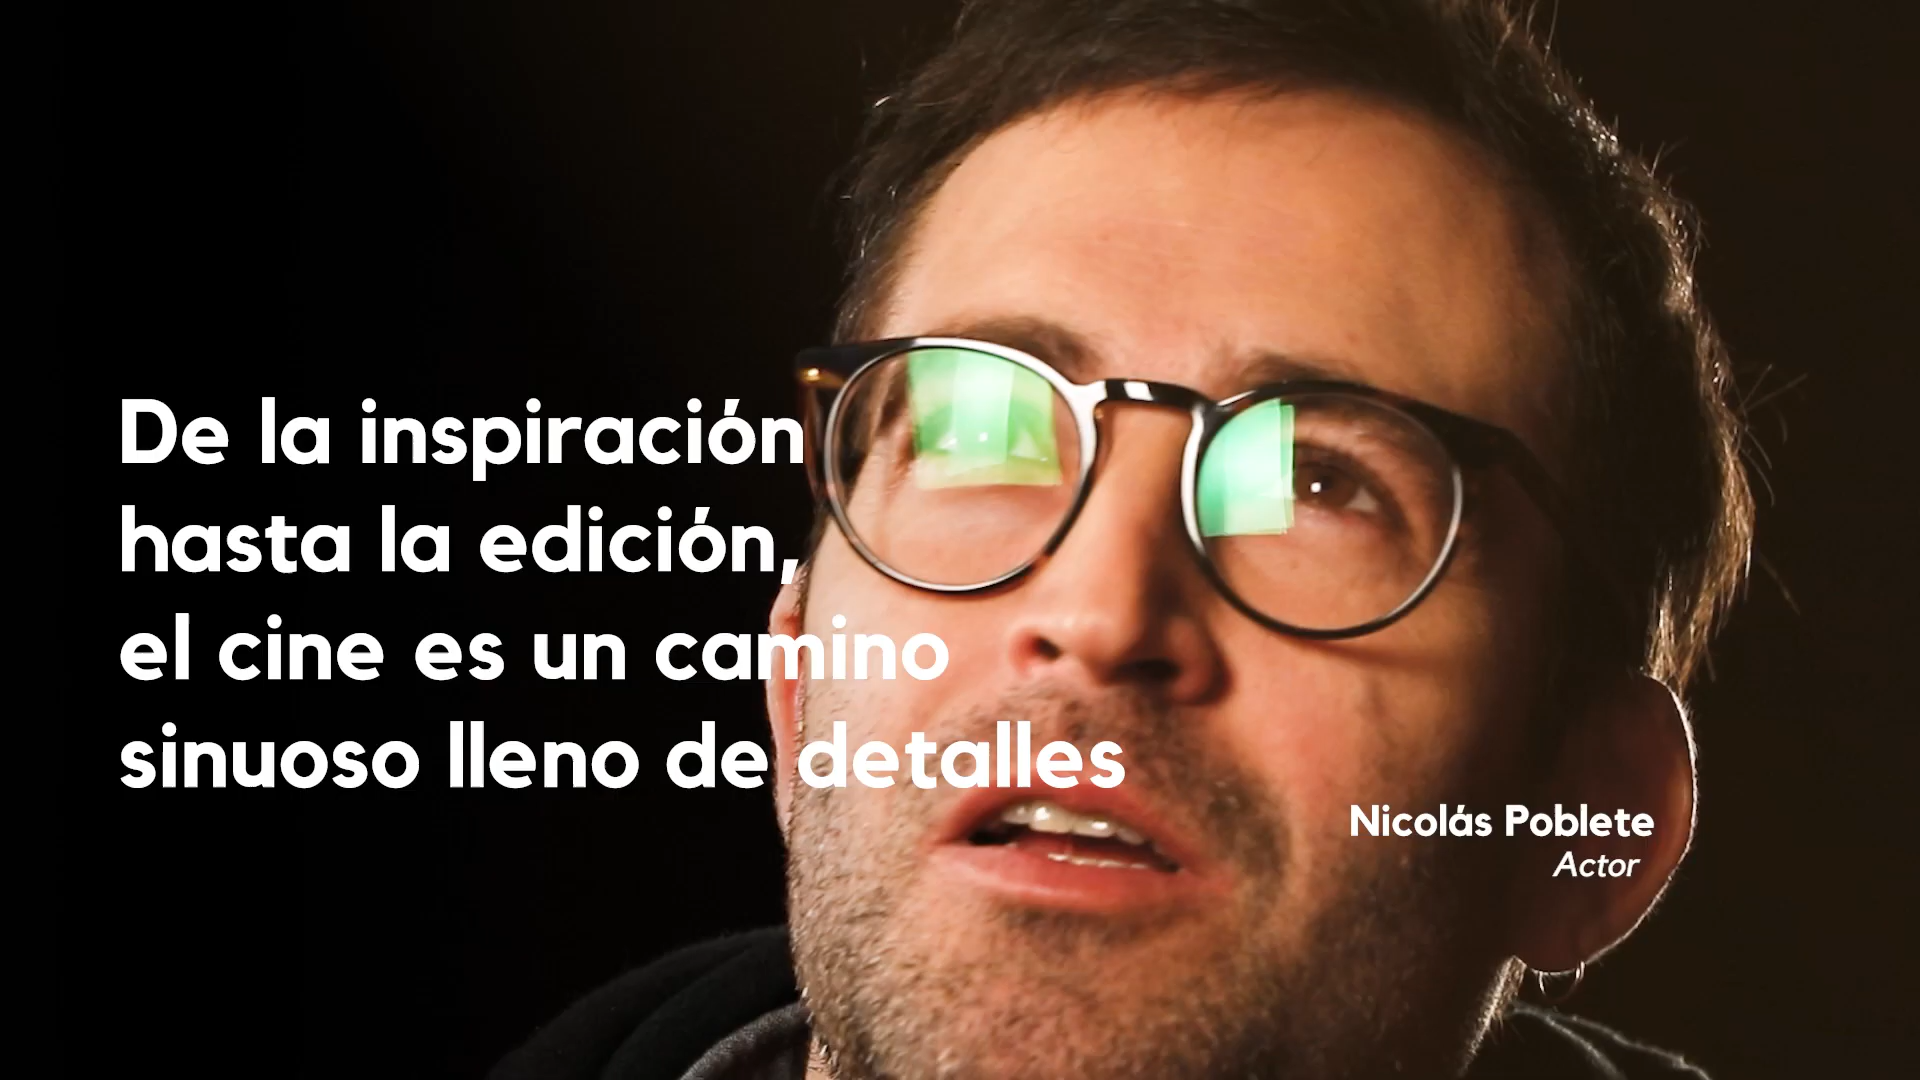 De la inspiración
hasta la edición,
el cine es un camino
sinuoso lleno de detalles
Nicolás Poblete
Actor